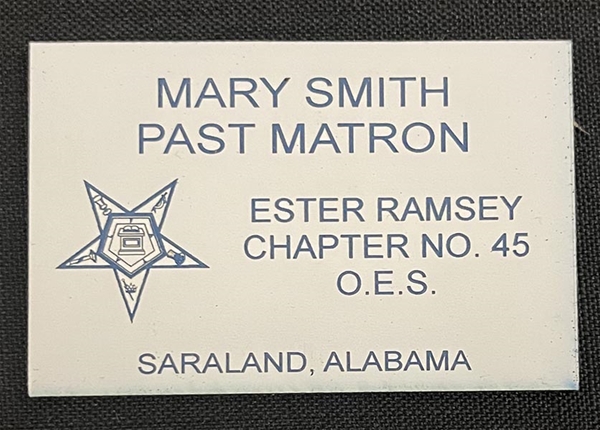 MARY SMITH
PAST MATRON
ESTER RAMSEY
CHAPTER NO. 45
O.E.S.
SARALAND, ALABAMA